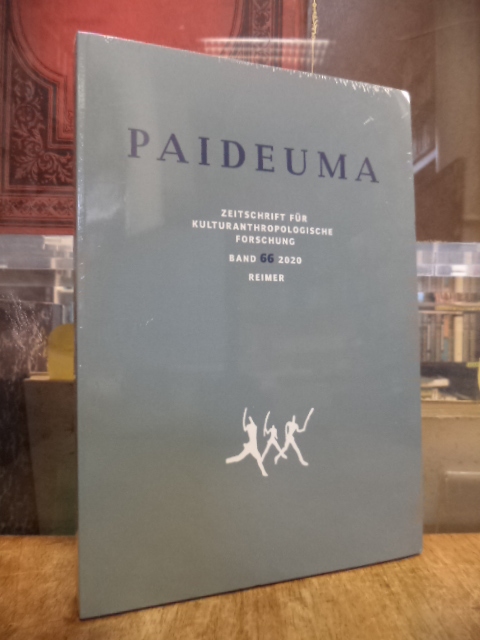 PAIDEUMA
ZEITSCHRIFT FÜR
KULTURANTHROPOLOGISCHE
FORSCHUNG
BAND 66 2020
REIMER